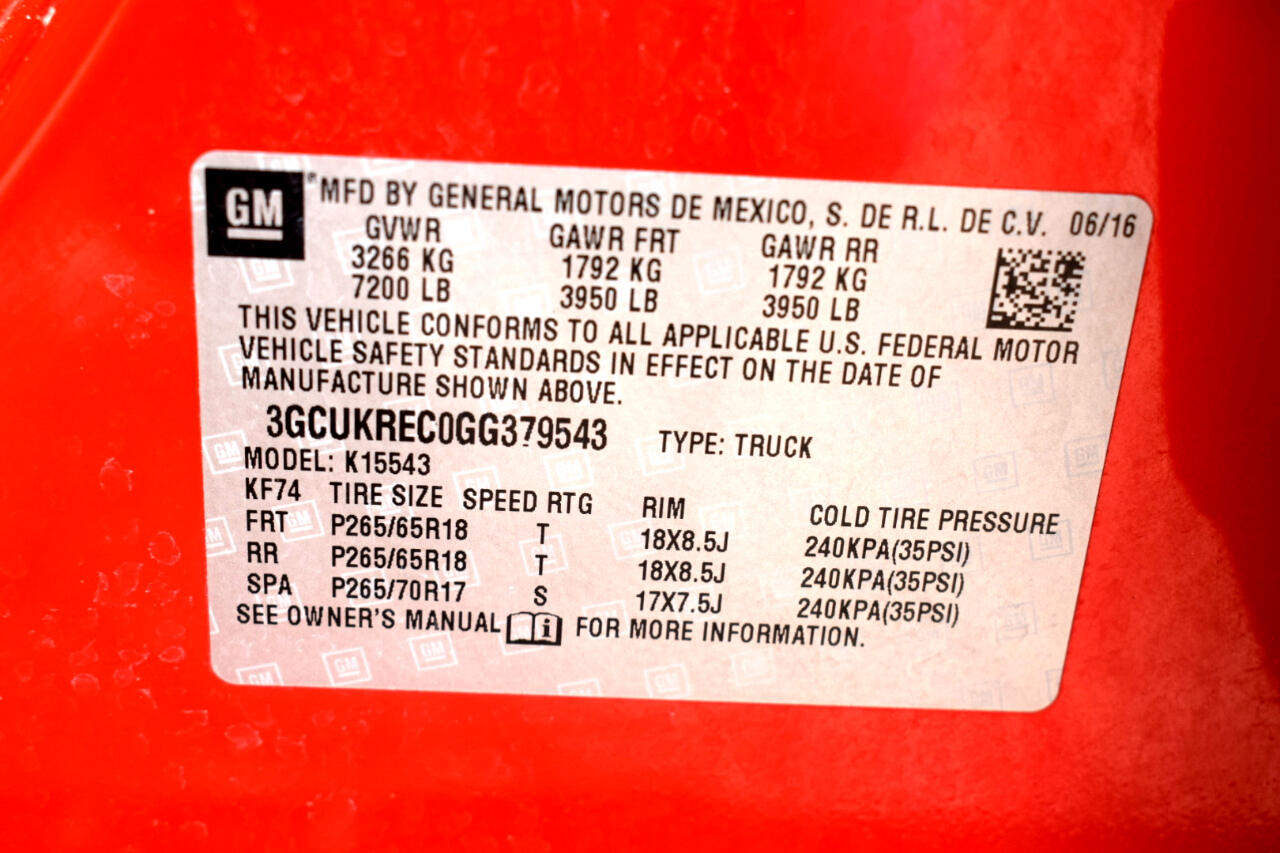 GM ®MFD BY GENERAL MOTORS DE MEXICO, S. DE R.L. DE C.V. 06/16
GVWR GAWR FRT GAWR RR
3266 KG 1792 KG 1792 KG
7200 LB 3950 LB 3950 LB
THIS VEHICLE CONFORMS TO ALL APPLICABLE U.S. FEDERAL MOTOR
VEHICLE SAFETY STANDARDS IN EFFECT ON THE DATE OF
MANUFACTURE SHOWN ABOVE.
3GCUKREC0GG379543 TYPE: TRUCK
MODEL: K15543
KF74 TIRE SIZE SPEED RTG RIM COLD TIRE PRESSURE
FRT P265/65R18 T 18X8.5J 240KPA(35PSI)
RR P265/65R18 T 18X8.5J 240KPA(35PSI)
SPA P265/70R17 S 17X7.5J 240KPA(35PSI)
SEE OWNER'S MANUAL i FOR MORE INFORMATION.